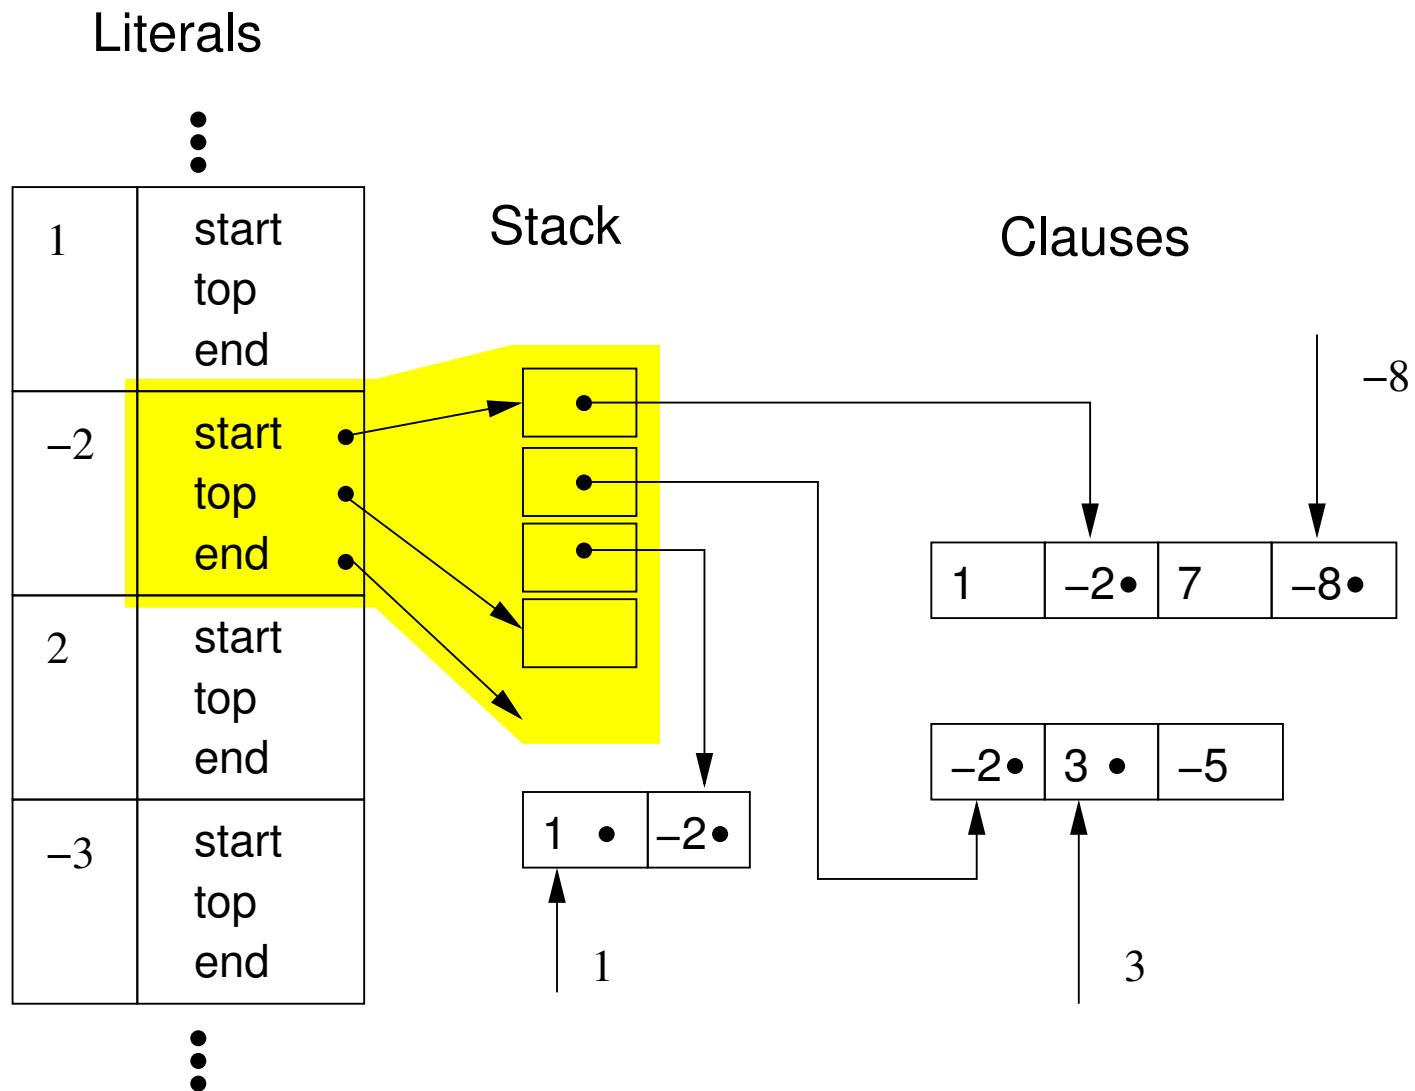 Literals
Stack
Clauses
1
start
top
end
−2
start
top
end
2
start
top
end
−3
start
top
end
−8
1 −2 7 −8
−2 3 −5
1 −2
1
3